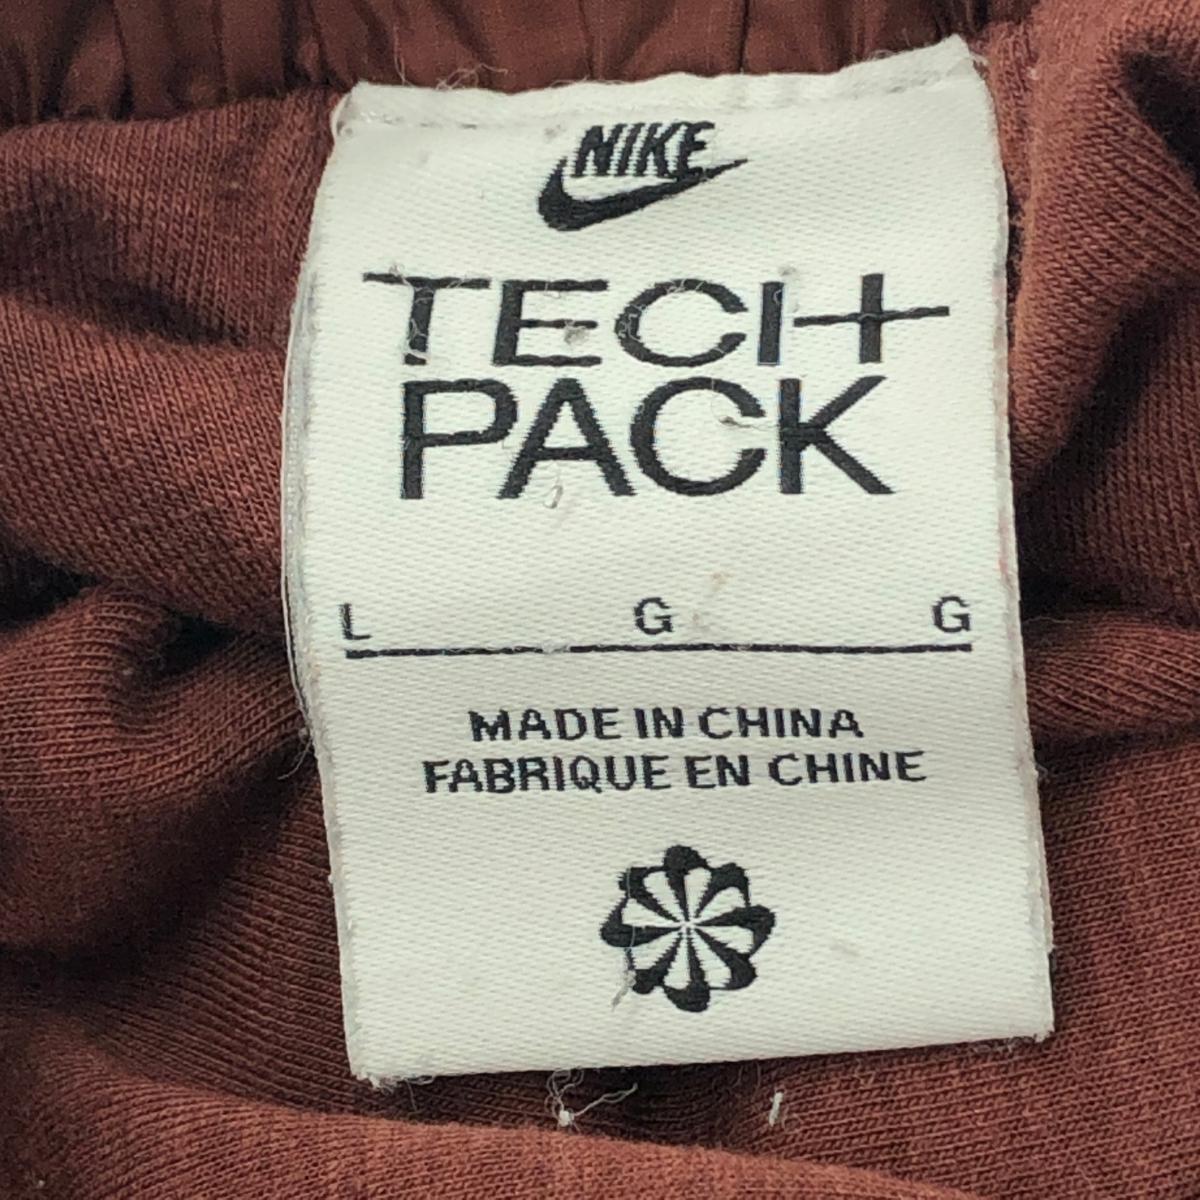 NIKE
TECH
PACK
L G G
MADE IN CHINA
FABRIQUE EN CHINE